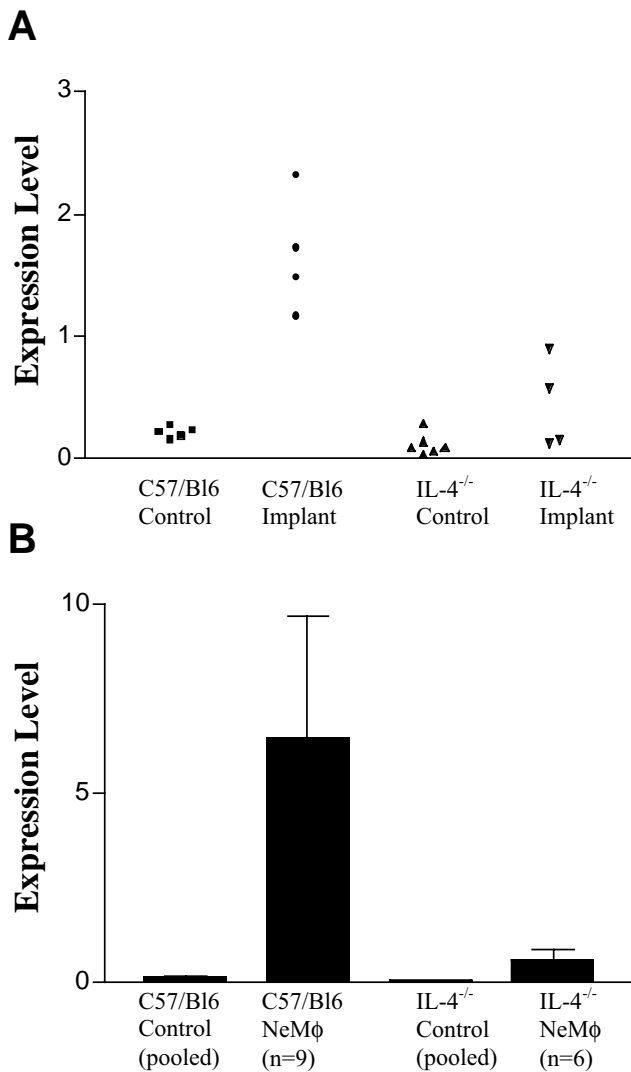 A
Expression Level
3
2
1
0
C57/Bl6 C57/Bl6 IL-4-/- IL-4-/-
Control Implant Control Implant
B
Expression Level
10
5
0
C57/Bl6 C57/Bl6 IL-4-/- IL-4-/-
Control NeMϕ Control NeMϕ
(pooled) (n=9) (pooled) (n=6)